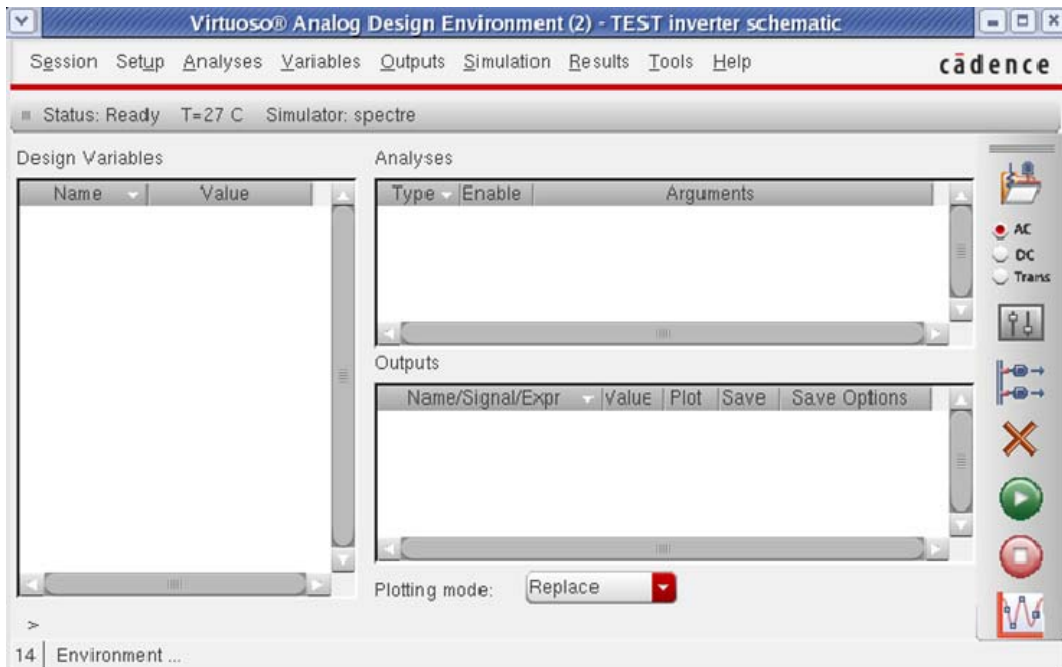 Virtuoso® Analog Design Environment (2) - TEST inverter schematic
Session Setup Analyses Variables Outputs Simulation Results Tools Help cādence
Status: Ready T=27 C Simulator: spectre
Design Variables
Name Value
Analyses
Type Enable Arguments
AC
DC
Trans
Outputs
Name/Signal/Expr Value Plot Save Save Options
Plotting mode: Replace
>
14 Environment ...